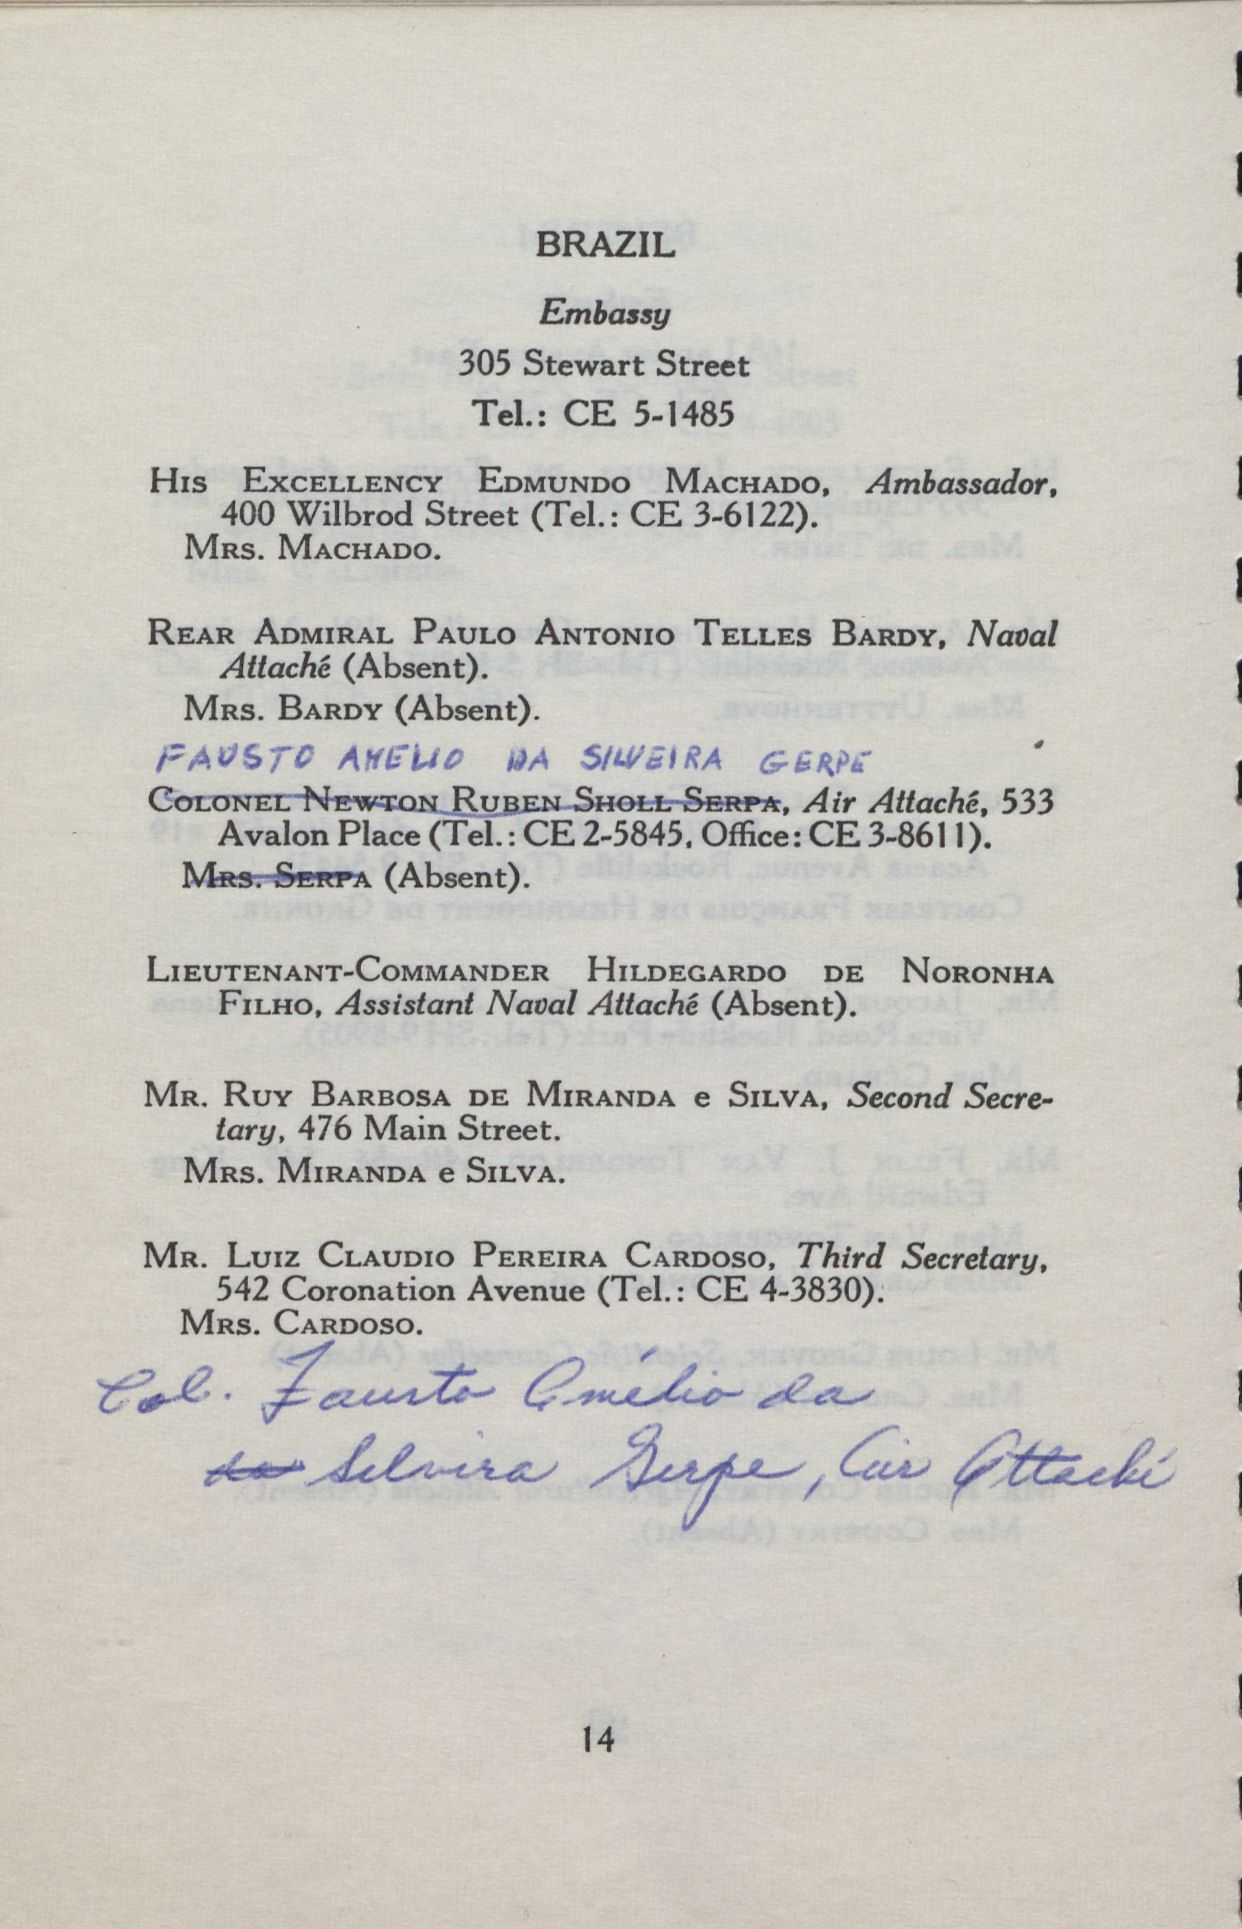 BRAZIL
Embassy
305 Stewart Street
Tel.: CE 5-1485
HIS EXCELLENCY EDMUNDO MACHADO, Ambassador,
400 Wilbrod Street (Tel.: CE 3-6122).
MRS. MACHADO.
REAR ADMIRAL PAULO ANTONIO TELLES BARDY, Naval
Attaché (Absent).
MRS. BARDY (Absent).
FAUSTO AMELIO DA SILVEIRA GERPE
COLONEL NEWTON RUBEN SHOLL SERPA, Air Attaché, 533
Avalon Place (Tel.: CE 2-5845, Office: CE 3-8611).
MRS. SERPA (Absent).
LIEUTENANT-COMMANDER HILDEGARDO DE NORONHA
FILHO, Assistant Naval Attaché (Absent).
MR. RUY BARBOSA DE MIRANDA e SILVA, Second Secre-
tary, 476 Main Street.
MRS. MIRANDA e SILVA.
MR. LUIZ CLAUDIO PEREIRA CARDOSO, Third Secretary,
542 Coronation Avenue (Tel.: CE 4-3830).
MRS. CARDOSO.
Col. Fausto Amélio da
da Silvira Gerpe, Air Attaché
14